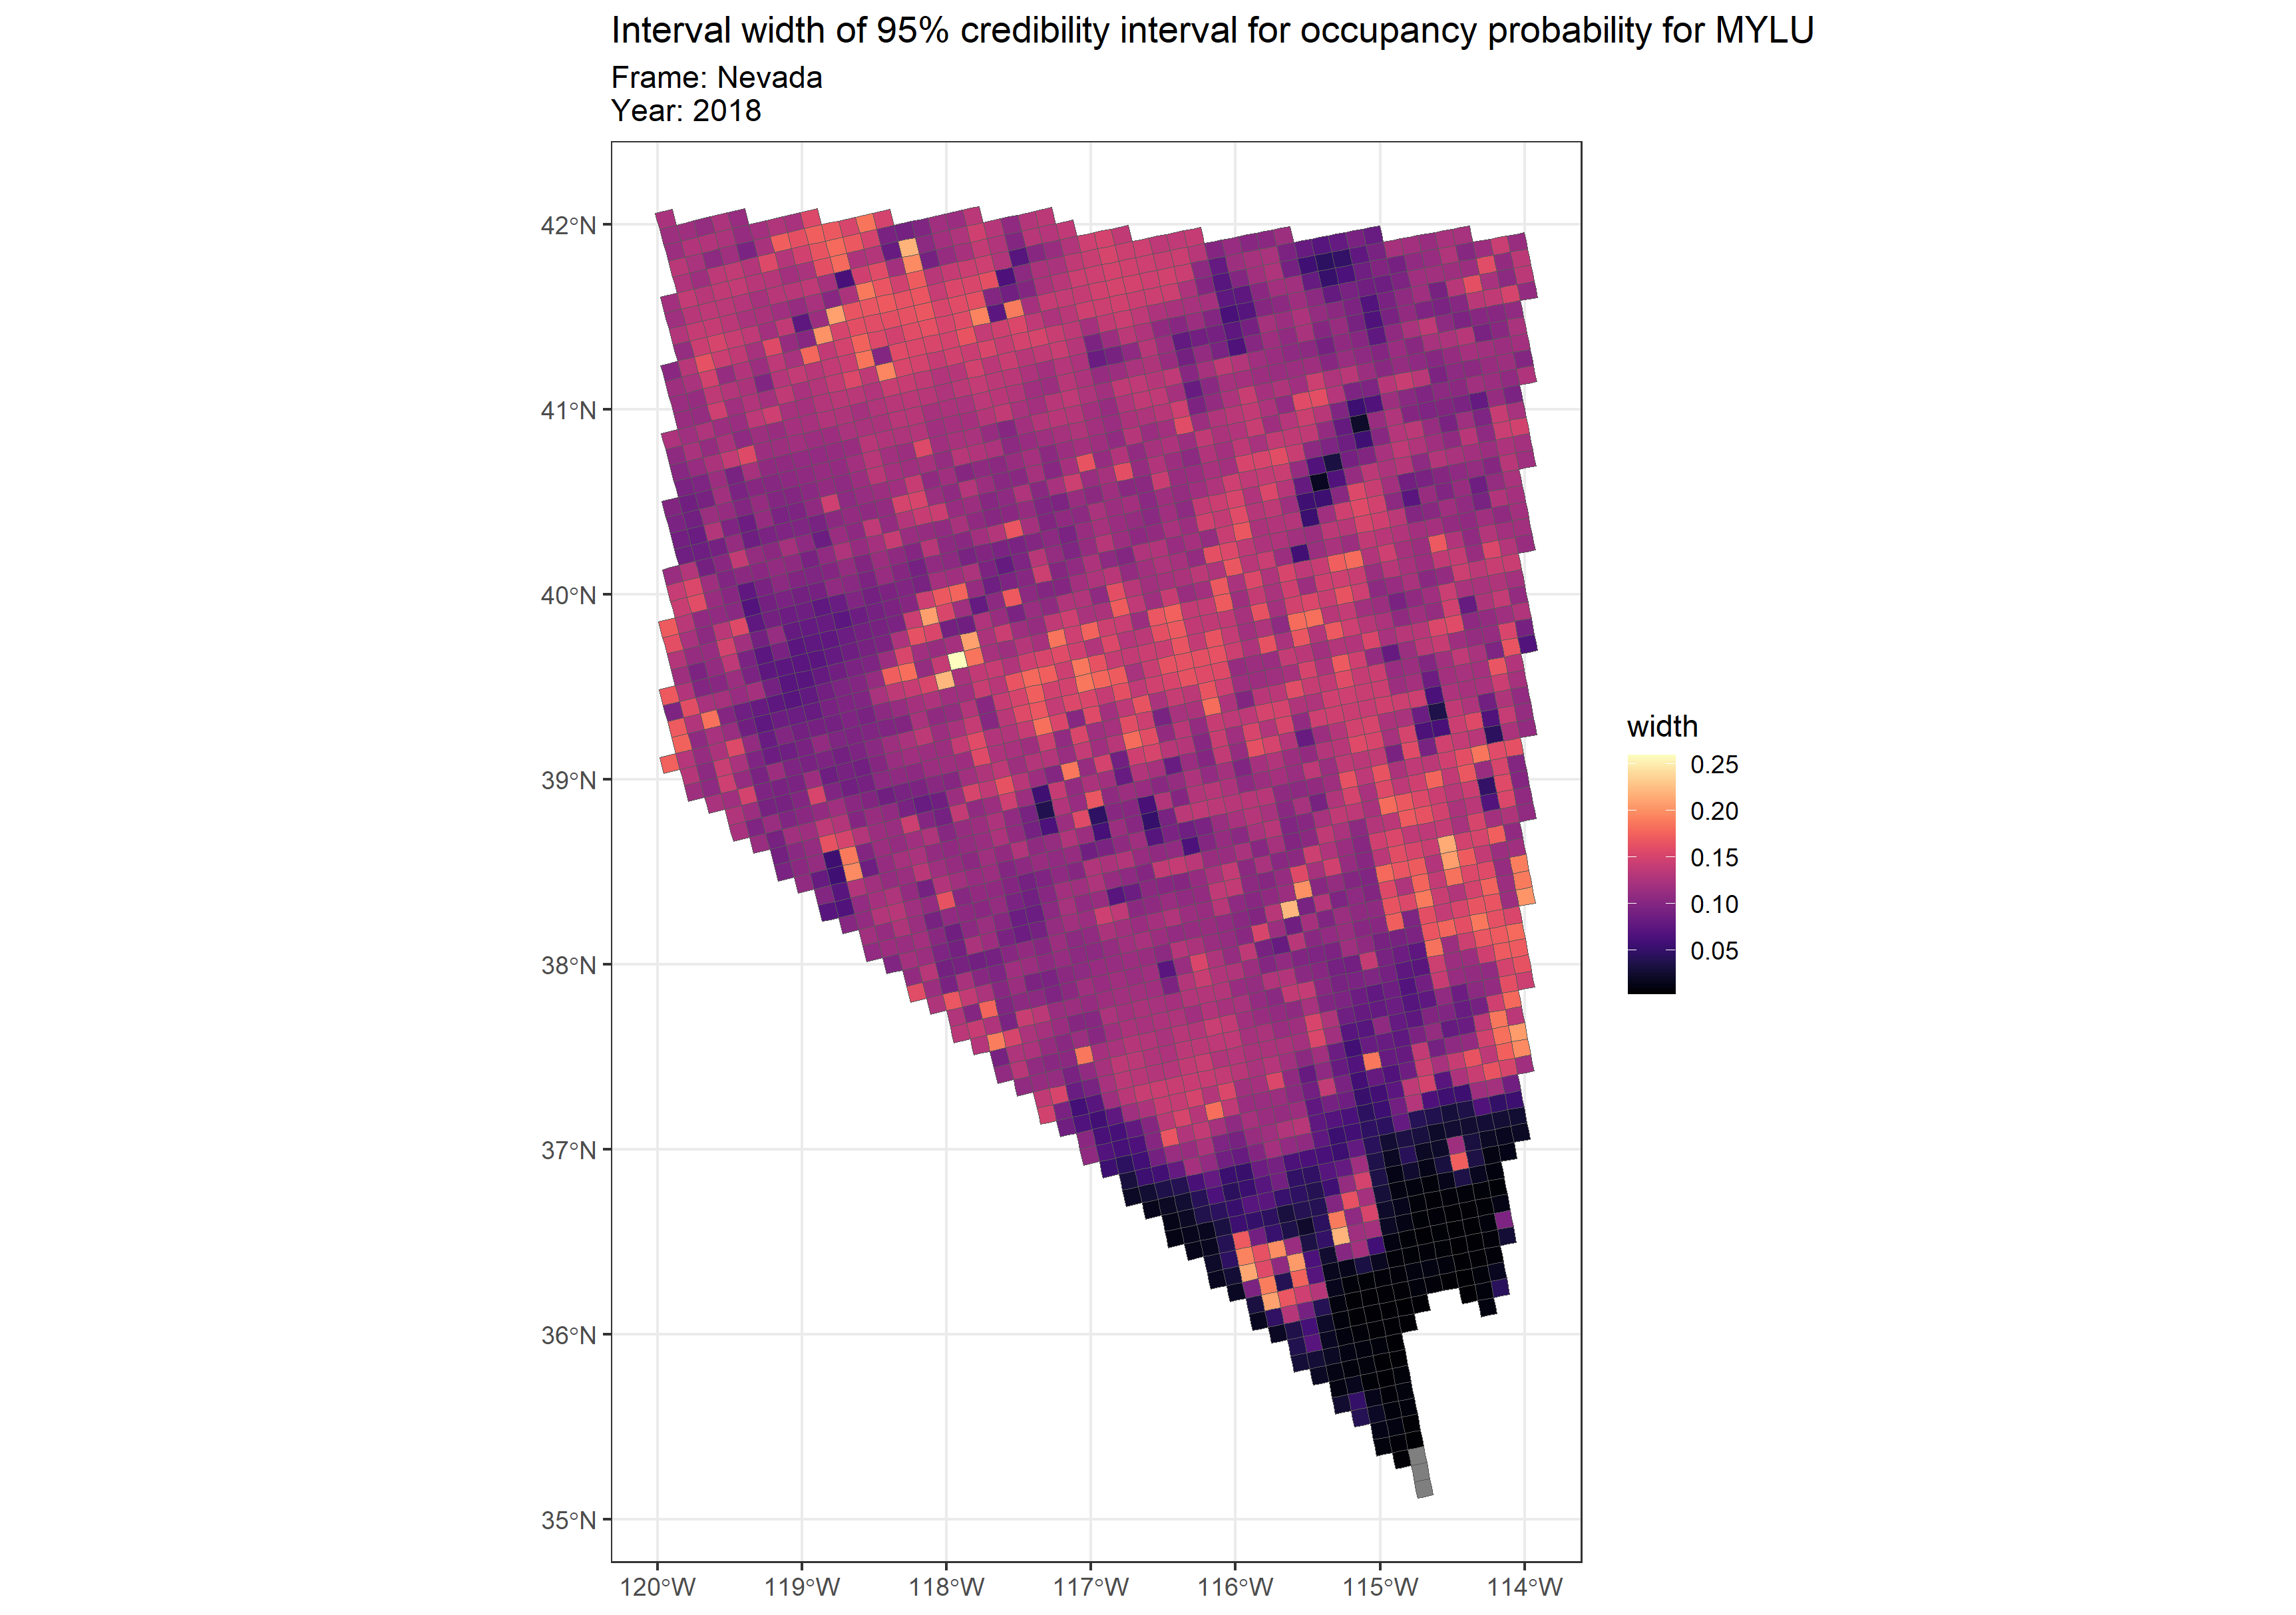 Interval width of 95% credibility interval for occupancy probability for MYLU
Frame: Nevada
Year: 2018
42°N
41°N
40°N
39°N
38°N
37°N
36°N
35°N
120°W 119°W 118°W 117°W 116°W 115°W 114°W
width
0.25
0.20
0.15
0.10
0.05